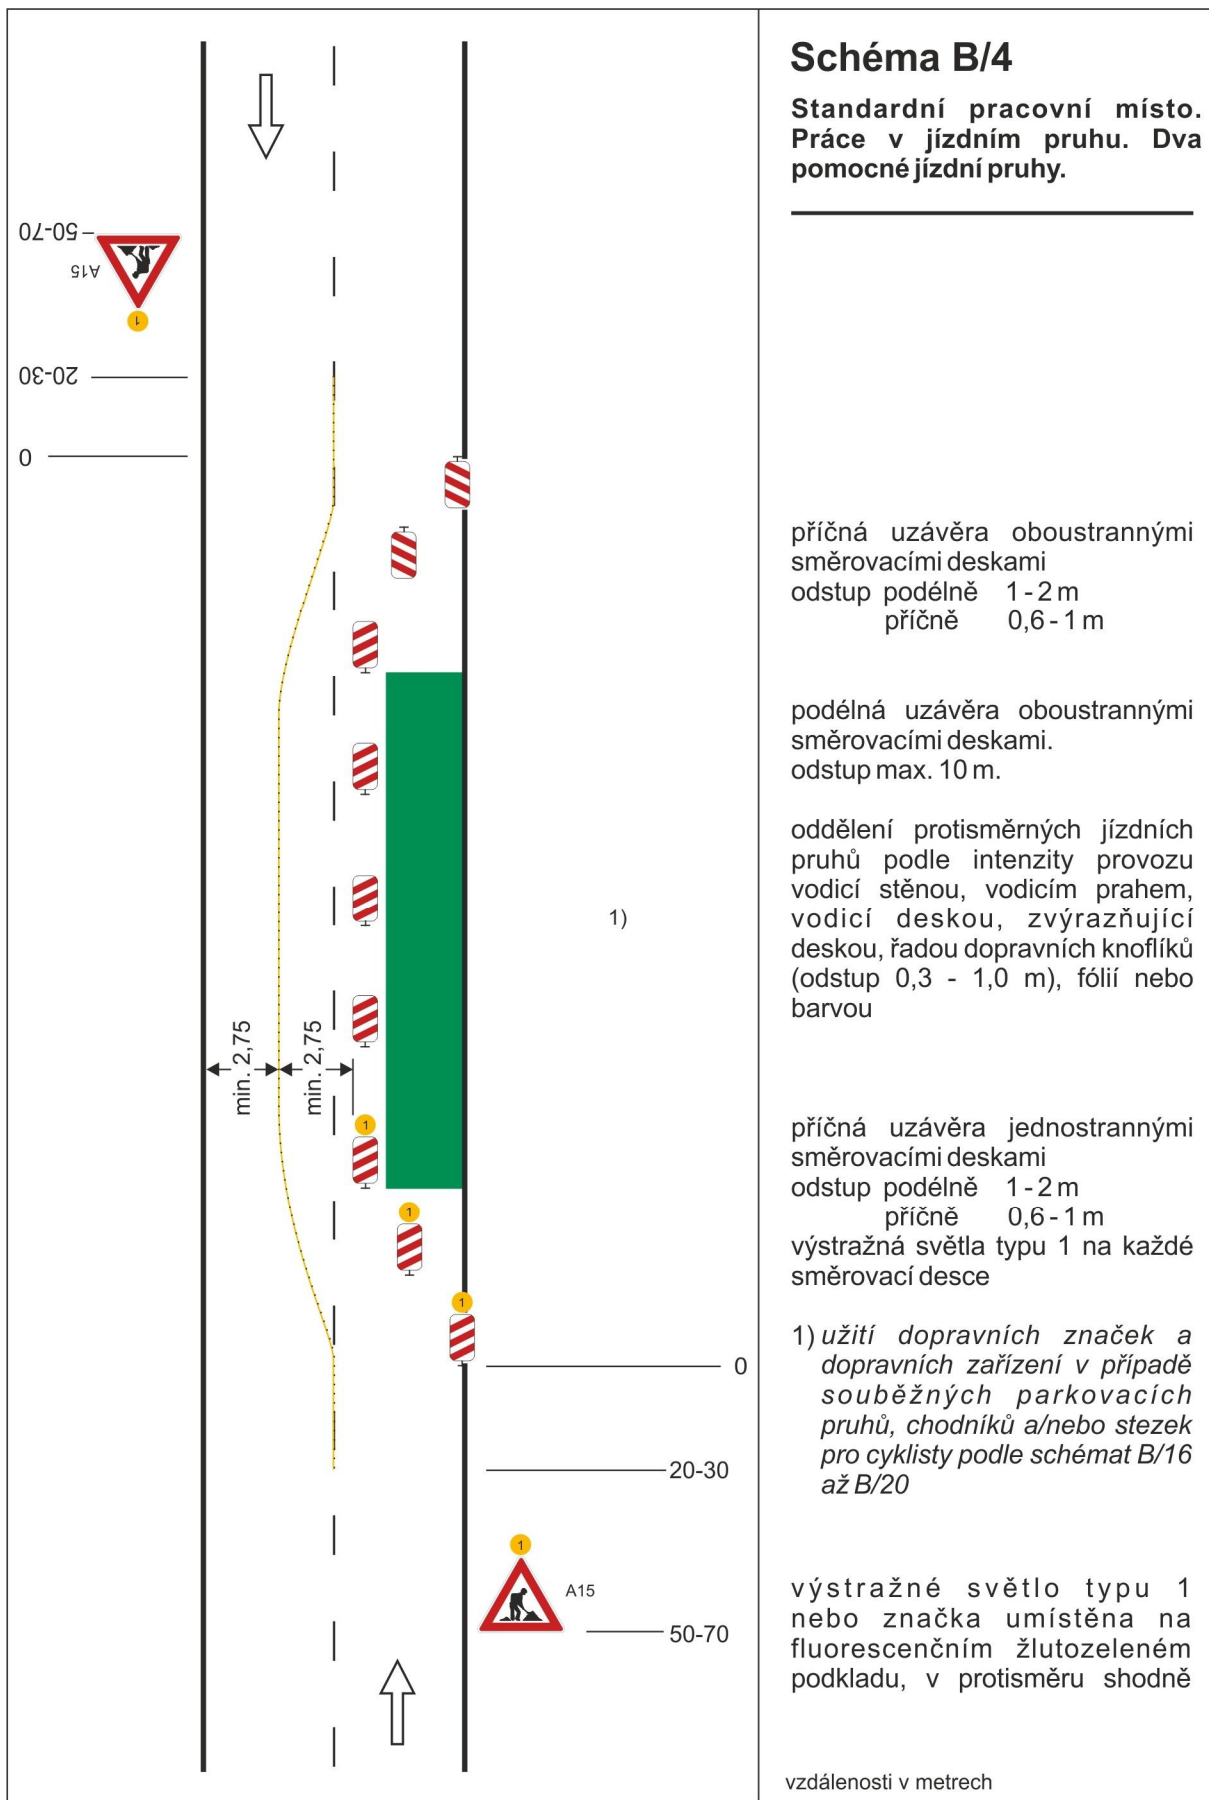 Schéma B/4
Standardní pracovní místo.
Práce v jízdním pruhu. Dva
pomocné jízdní pruhy.
50-70
A15
1
20-30
0
příčná uzávěra oboustrannými
směrovacími deskami
odstup podélně 1 - 2 m
příčně 0,6 - 1 m
podélná uzávěra oboustrannými
směrovacími deskami.
odstup max. 10 m.
oddělení protisměrných jízdních
pruhů podle intenzity provozu
vodicí stěnou, vodicím prahem,
vodicí deskou, zvýrazňující
deskou, řadou dopravních knoflíků
(odstup 0,3 - 1,0 m), fólií nebo
barvou
1)
min. 2,75
min. 2,75
1
1
1
příčná uzávěra jednostrannými
směrovacími deskami
odstup podélně 1 - 2 m
příčně 0,6 - 1 m
výstražná světla typu 1 na každé
směrovací desce
0
20-30
1) užití dopravních značek a
dopravních zařízení v případě
souběžných parkovacích
pruhů, chodníků a/nebo stezek
pro cyklisty podle schémat B/16
až B/20
1
A15
50-70
výstražné světlo typu 1
nebo značka umístěna na
fluorescenčním žlutozeleném
podkladu, v protisměru shodně
vzdálenosti v metrech